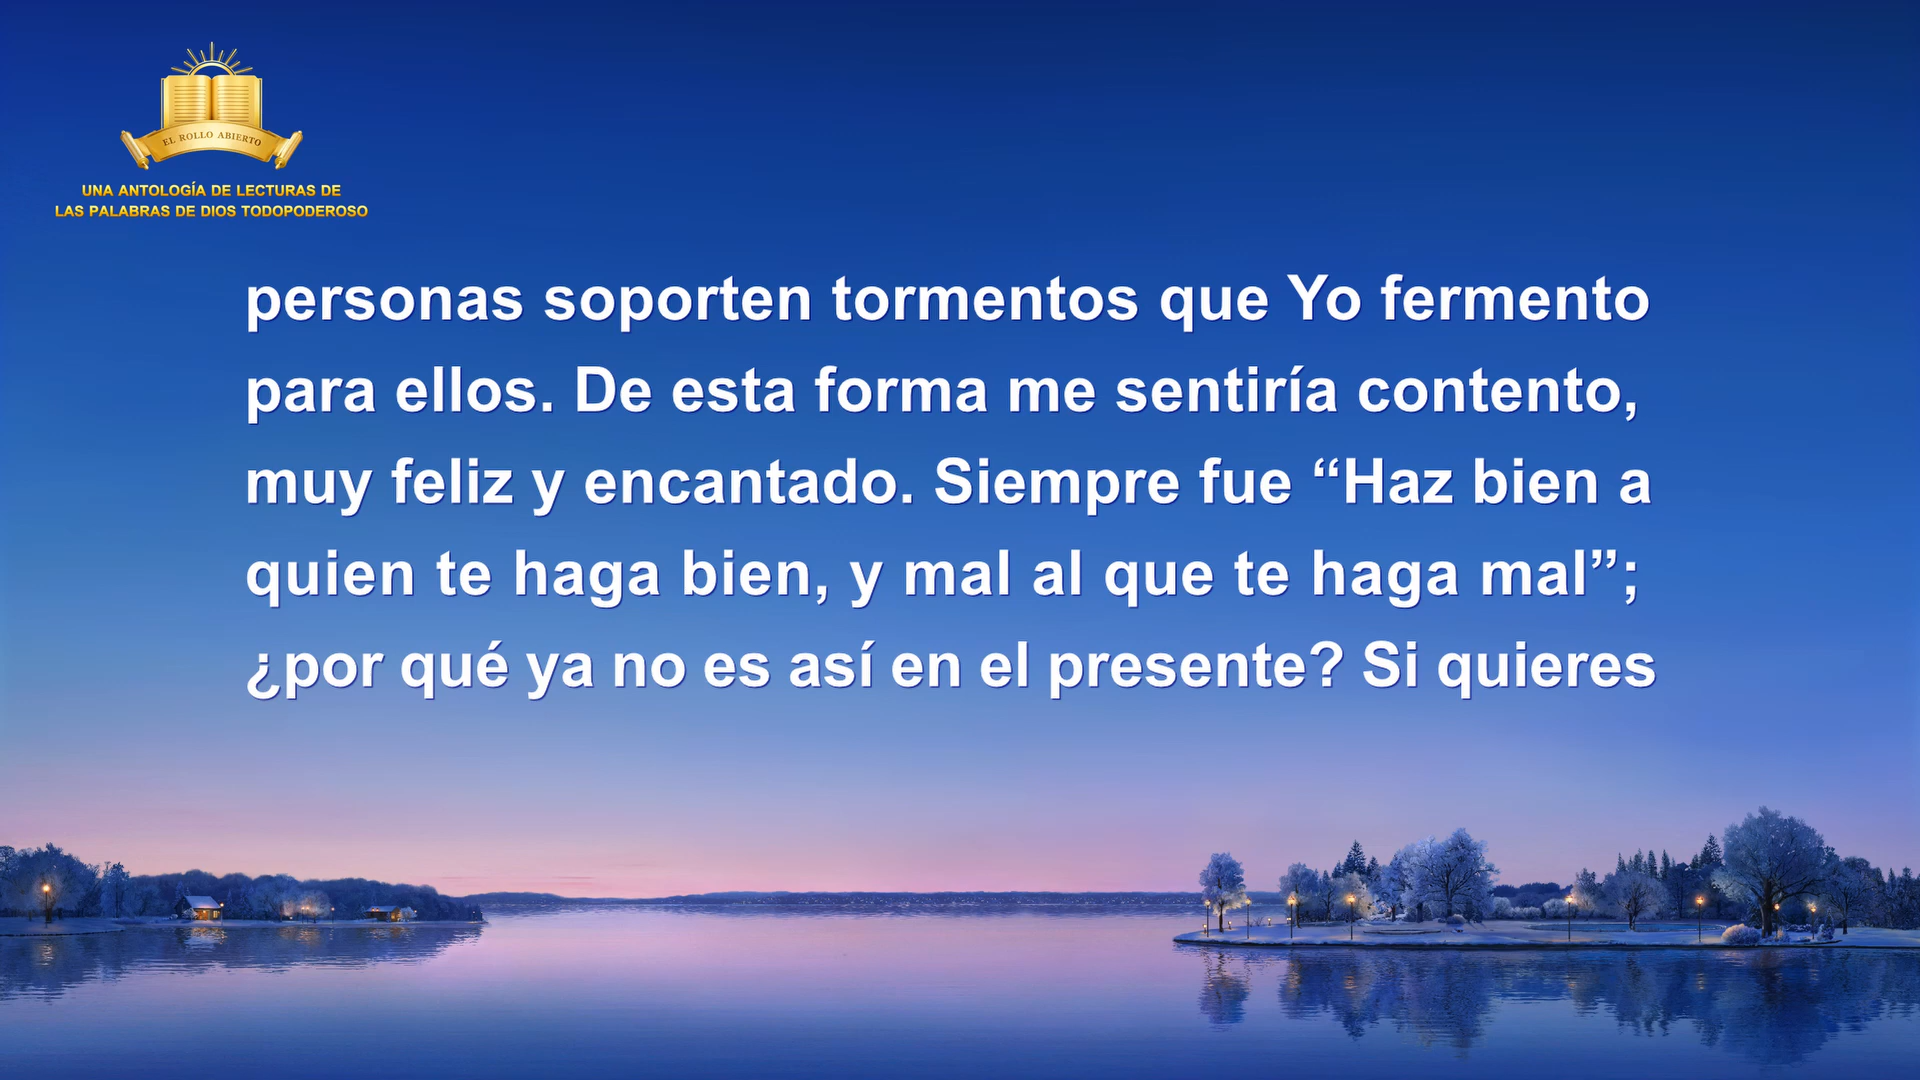 EL ROLLO ABIERTO
UNA ANTOLOGÍA DE LECTURAS DE
LAS PALABRAS DE DIOS TODOPODEROSO
personas soporten tormentos que Yo fermento
para ellos. De esta forma me sentiría contento,
muy feliz y encantado. Siempre fue “Haz bien a
quien te haga bien, y mal al que te haga mal”;
¿por qué ya no es así en el presente? Si quieres